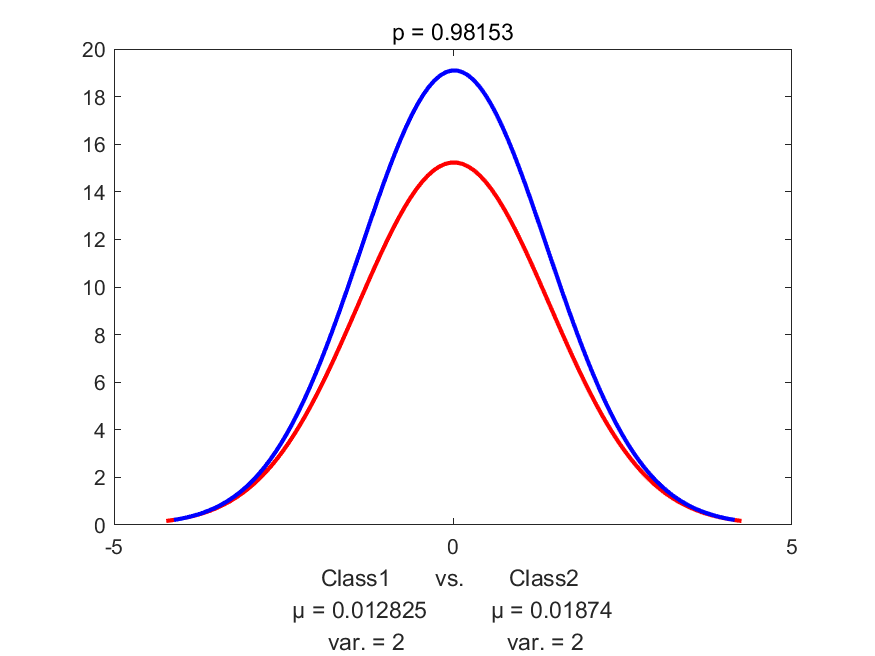 p = 0.98153
20
18
16
14
12
10
8
6
4
2
0
-5 0 5
Class1 vs. Class2
μ = 0.012825 μ = 0.01874
var. = 2 var. = 2